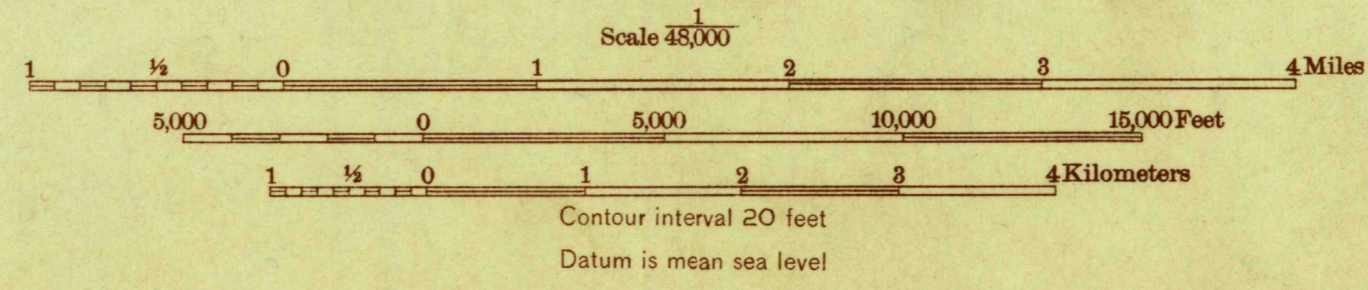 Scale 1/48,000
1 ½ 0 1 2 3 4 Miles
5,000 0 5,000 10,000 15,000 Feet
1 ½ 0 1 2 3 4 Kilometers
Contour interval 20 feet
Datum is mean sea level